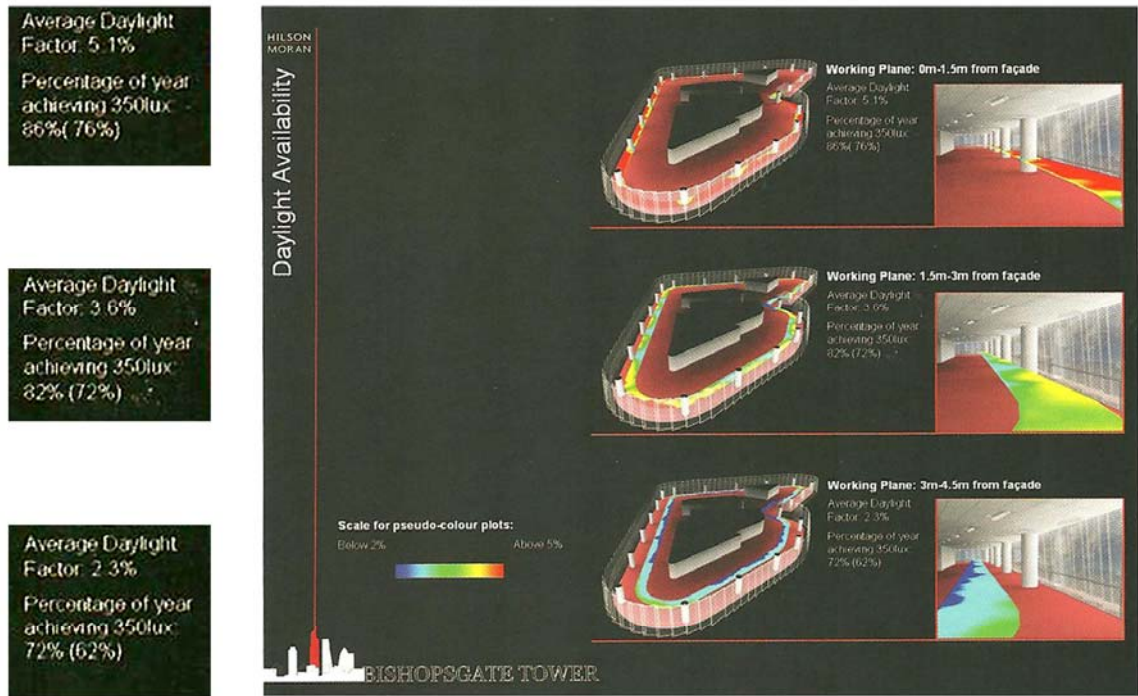 Average Daylight
Factor: 5.1%
Percentage of year
achieving 350lux:
86%( 76%)
Average Daylight
Factor: 3.6%
Percentage of year
achieving 350lux:
82% (72%)
Average Daylight
Factor: 2.3%
Percentage of year
achieving 350lux:
72% (62%)
HILSON
MORAN
Daylight Availability
Working Plane: 0m-1.5m from façade
Average Daylight
Factor: 5.1%
Percentage of year
achieving 350lux:
86%( 76%)
Working Plane: 1.5m-3m from façade
Average Daylight
Factor: 3.6%
Percentage of year
achieving 350lux:
82% (72%)
Working Plane: 3m-4.5m from façade
Average Daylight
Factor: 2.3%
Percentage of year
achieving 350lux:
72% (62%)
Scale for pseudo-colour plots:
Below 2%
Above 5%
BISHOPSGATE TOWER